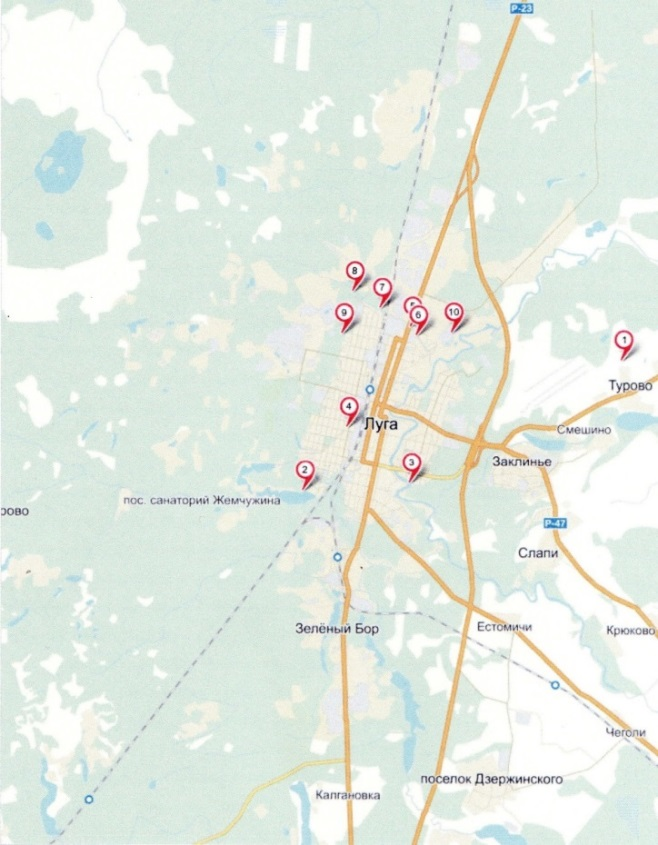 Р-23
8
7
9
5
6
10
1
Турово
4
Луга
Смешино
2
3
Заклинье
пос. санаторий Жемчужина
рово
Р-47
Слапи
Зелёный Бор
Естомичи
Крюково
Чеголи
поселок Дзержинского
Калгановка